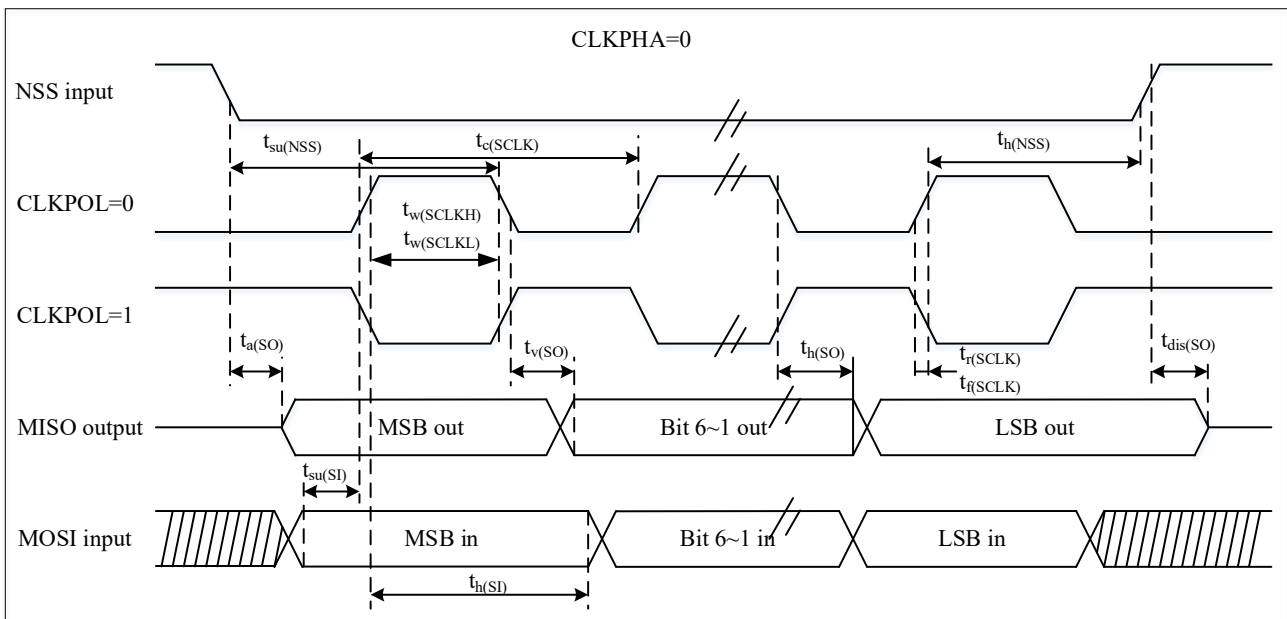 CLKPHA=0
NSS input
tsu(NSS)
tc(SCLK)
th(NSS)
CLKPOL=0
tw(SCLKH)
tw(SCLKL)
CLKPOL=1
ta(SO)
tv(SO)
th(SO)
tr(SCLK)
tf(SCLK)
tdis(SO)
MISO output
MSB out
Bit 6~1 out
LSB out
tsu(SI)
MOSI input
MSB in
Bit 6~1 in
LSB in
th(SI)